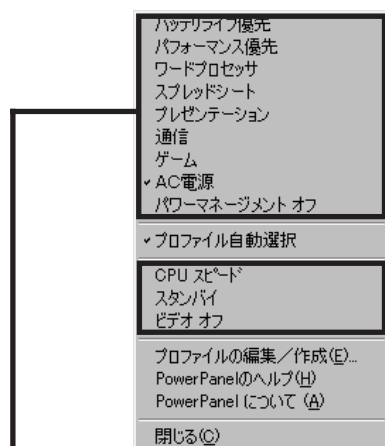 バッテリライフ優先
パフォーマンス優先
ワードプロセッサ
スプレッドシート
プレゼンテーション
通信
ゲーム
✓AC電源
パワーマネージメント オフ
✓プロファイル自動選択
CPU スピード
スタンバイ
ビデオ オフ
プロファイルの編集／作成(E)...
PowerPanelのヘルプ(H)
PowerPanel について (A)
閉じる(C)